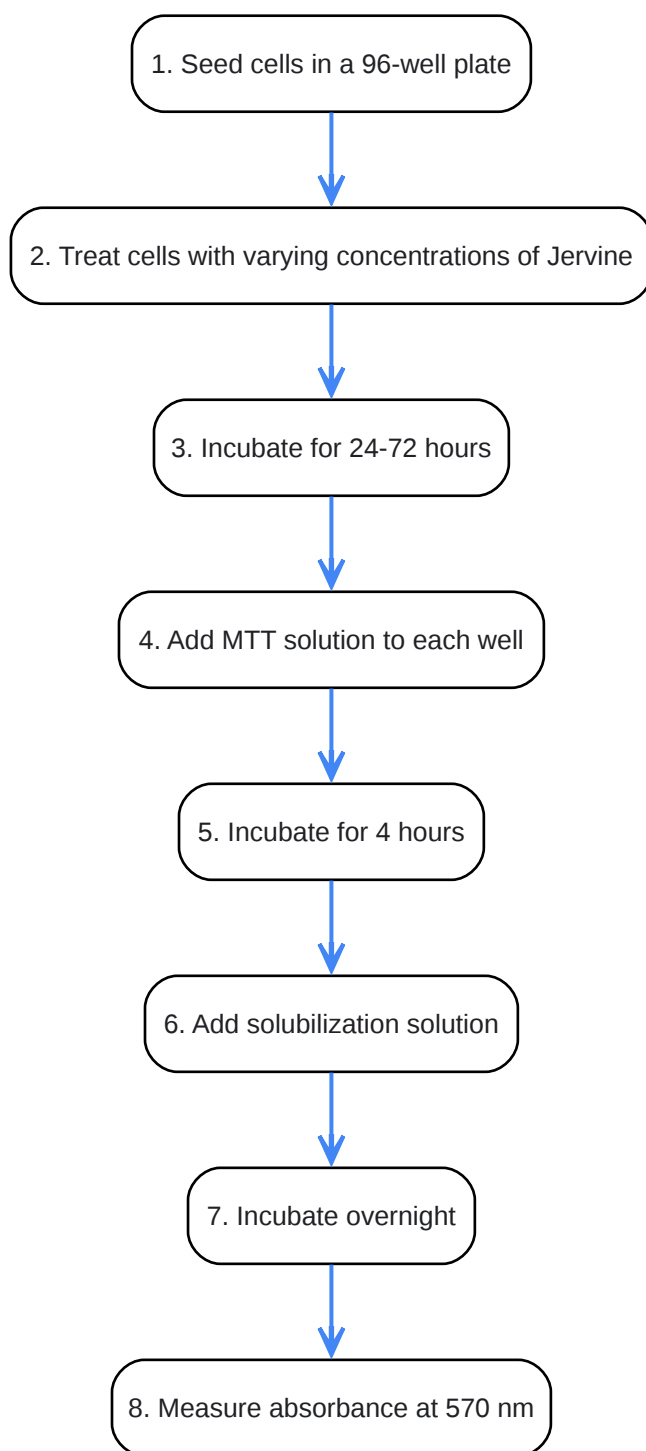 1. Seed cells in a 96-well plate
2. Treat cells with varying concentrations of Jervine
3. Incubate for 24-72 hours
4. Add MTT solution to each well
5. Incubate for 4 hours
6. Add solubilization solution
7. Incubate overnight
8. Measure absorbance at 570 nm